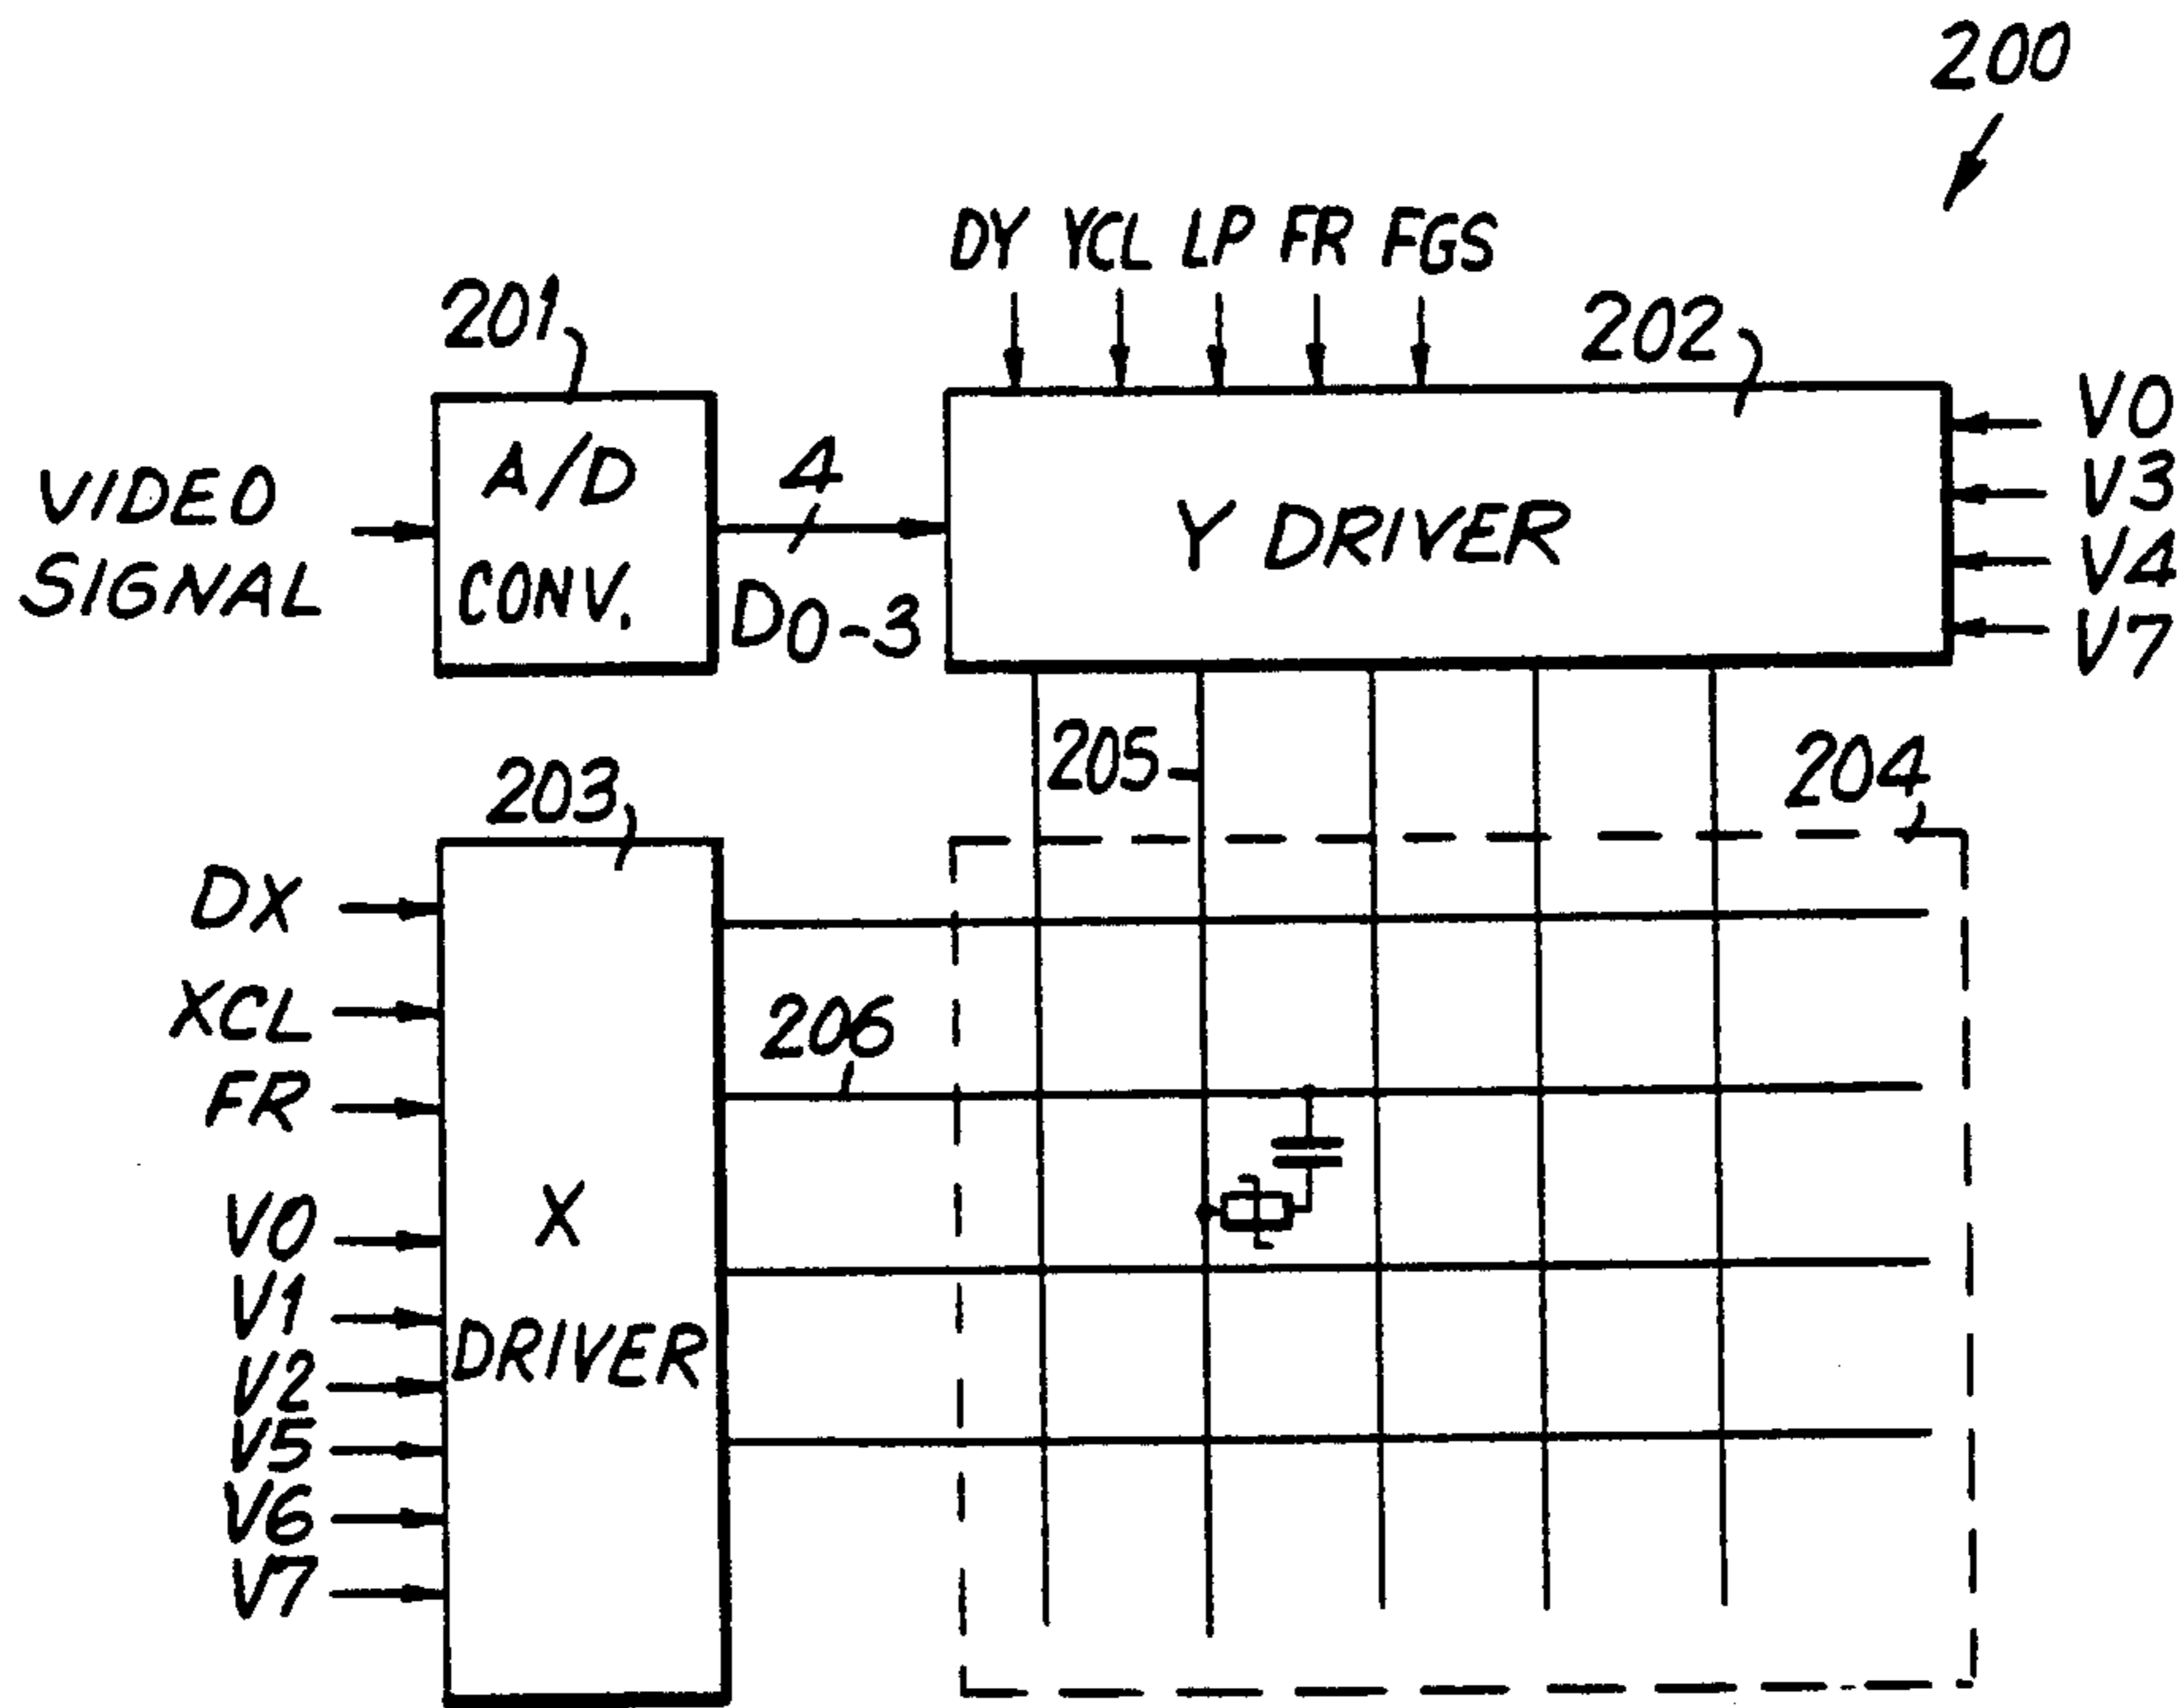 200
DY YCL LP FR FGS
201
202
VIDEO
SIGNAL
A/D
CONV.
4
D0-3
Y DRIVER
V0
V3
V4
V7
205
204
203
DX
XCL
FR
206
V0
V1
V2
V5
V6
V7
X
DRIVER